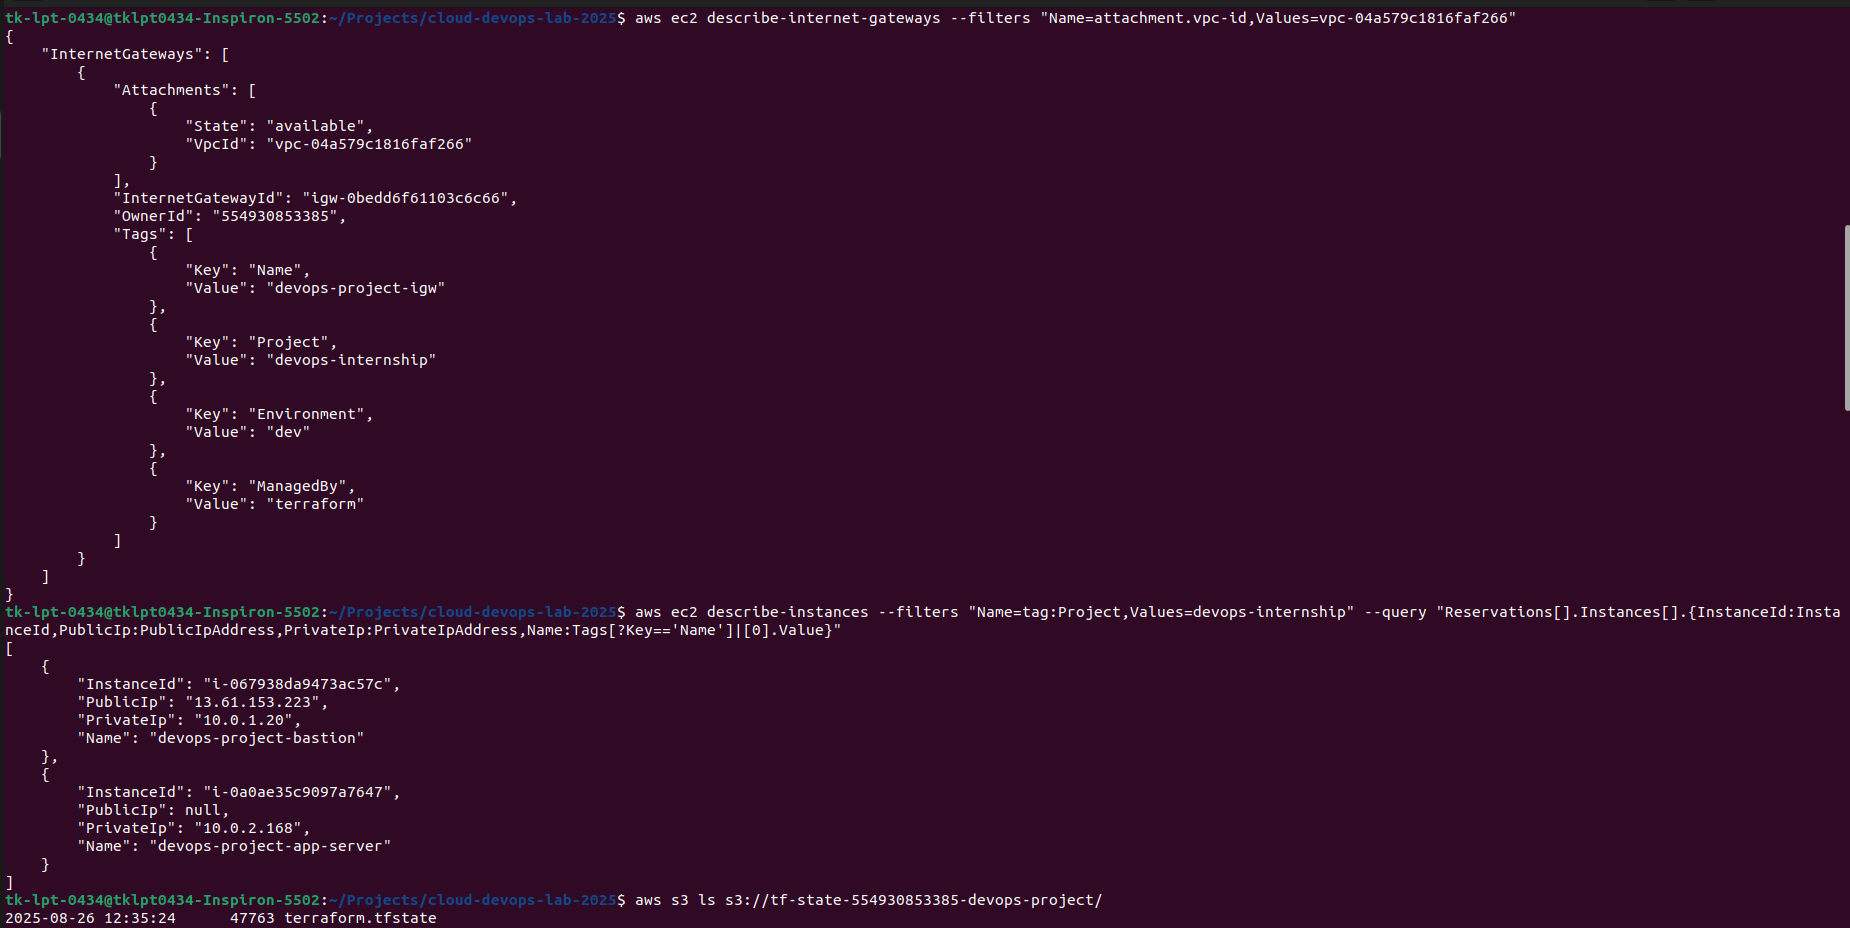 tk-lpt-0434@tklpt0434-Inspiron-5502:~/Projects/cloud-devops-lab-2025$ aws ec2 describe-internet-gateways --filters "Name=attachment.vpc-id,Values=vpc-04a579c1816faf266"
{
    "InternetGateways": [
        {
            "Attachments": [
                {
                    "State": "available",
                    "VpcId": "vpc-04a579c1816faf266"
                }
            ],
            "InternetGatewayId": "igw-0bedd6f61103c6c66",
            "OwnerId": "554930853385",
            "Tags": [
                {
                    "Key": "Name",
                    "Value": "devops-project-igw"
                },
                {
                    "Key": "Project",
                    "Value": "devops-internship"
                },
                {
                    "Key": "Environment",
                    "Value": "dev"
                },
                {
                    "Key": "ManagedBy",
                    "Value": "terraform"
                }
            ]
        }
    ]
}
tk-lpt-0434@tklpt0434-Inspiron-5502:~/Projects/cloud-devops-lab-2025$ aws ec2 describe-instances --filters "Name=tag:Project,Values=devops-internship" --query "Reservations[].Instances[].{InstanceId:Insta
nceId,PublicIp:PublicIpAddress,PrivateIp:PrivateIpAddress,Name:Tags[?Key=='Name']|[0].Value}"
[
    {
        "InstanceId": "i-067938da9473ac57c",
        "PublicIp": "13.61.153.223",
        "PrivateIp": "10.0.1.20",
        "Name": "devops-project-bastion"
    },
    {
        "InstanceId": "i-0a0ae35c9097a7647",
        "PublicIp": null,
        "PrivateIp": "10.0.2.168",
        "Name": "devops-project-app-server"
    }
]
tk-lpt-0434@tklpt0434-Inspiron-5502:~/Projects/cloud-devops-lab-2025$ aws s3 ls s3://tf-state-554930853385-devops-project/
2025-08-26 12:35:24      47763 terraform.tfstate